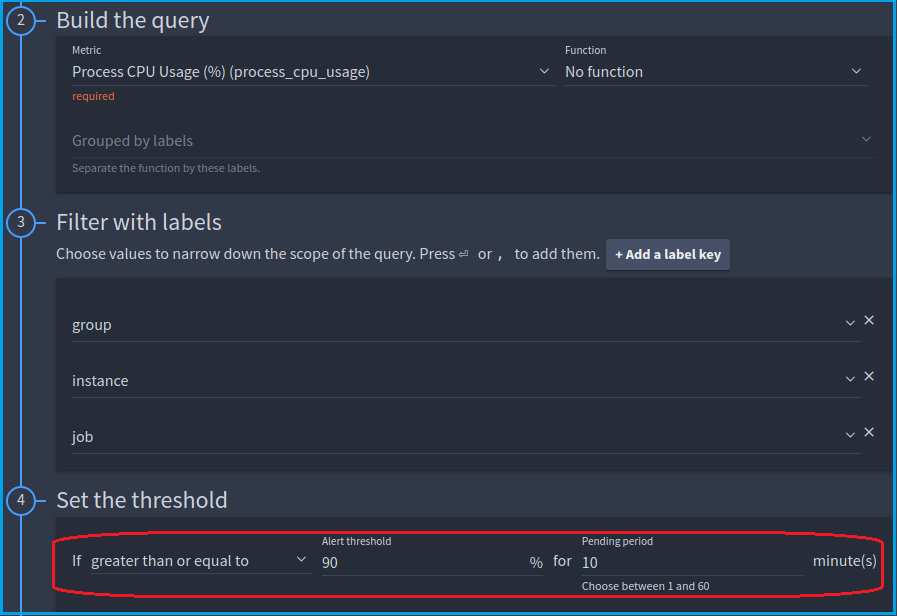 2 Build the query
Metric Function
Process CPU Usage (%) (process_cpu_usage) No function
required
Grouped by labels
Separate the function by these labels.
3 Filter with labels
Choose values to narrow down the scope of the query. Press ⏎ or , to add them. + Add a label key
group ×
instance ×
job ×
4 Set the threshold
Alert threshold Pending period
If greater than or equal to 90 % for 10 minute(s)
Choose between 1 and 60